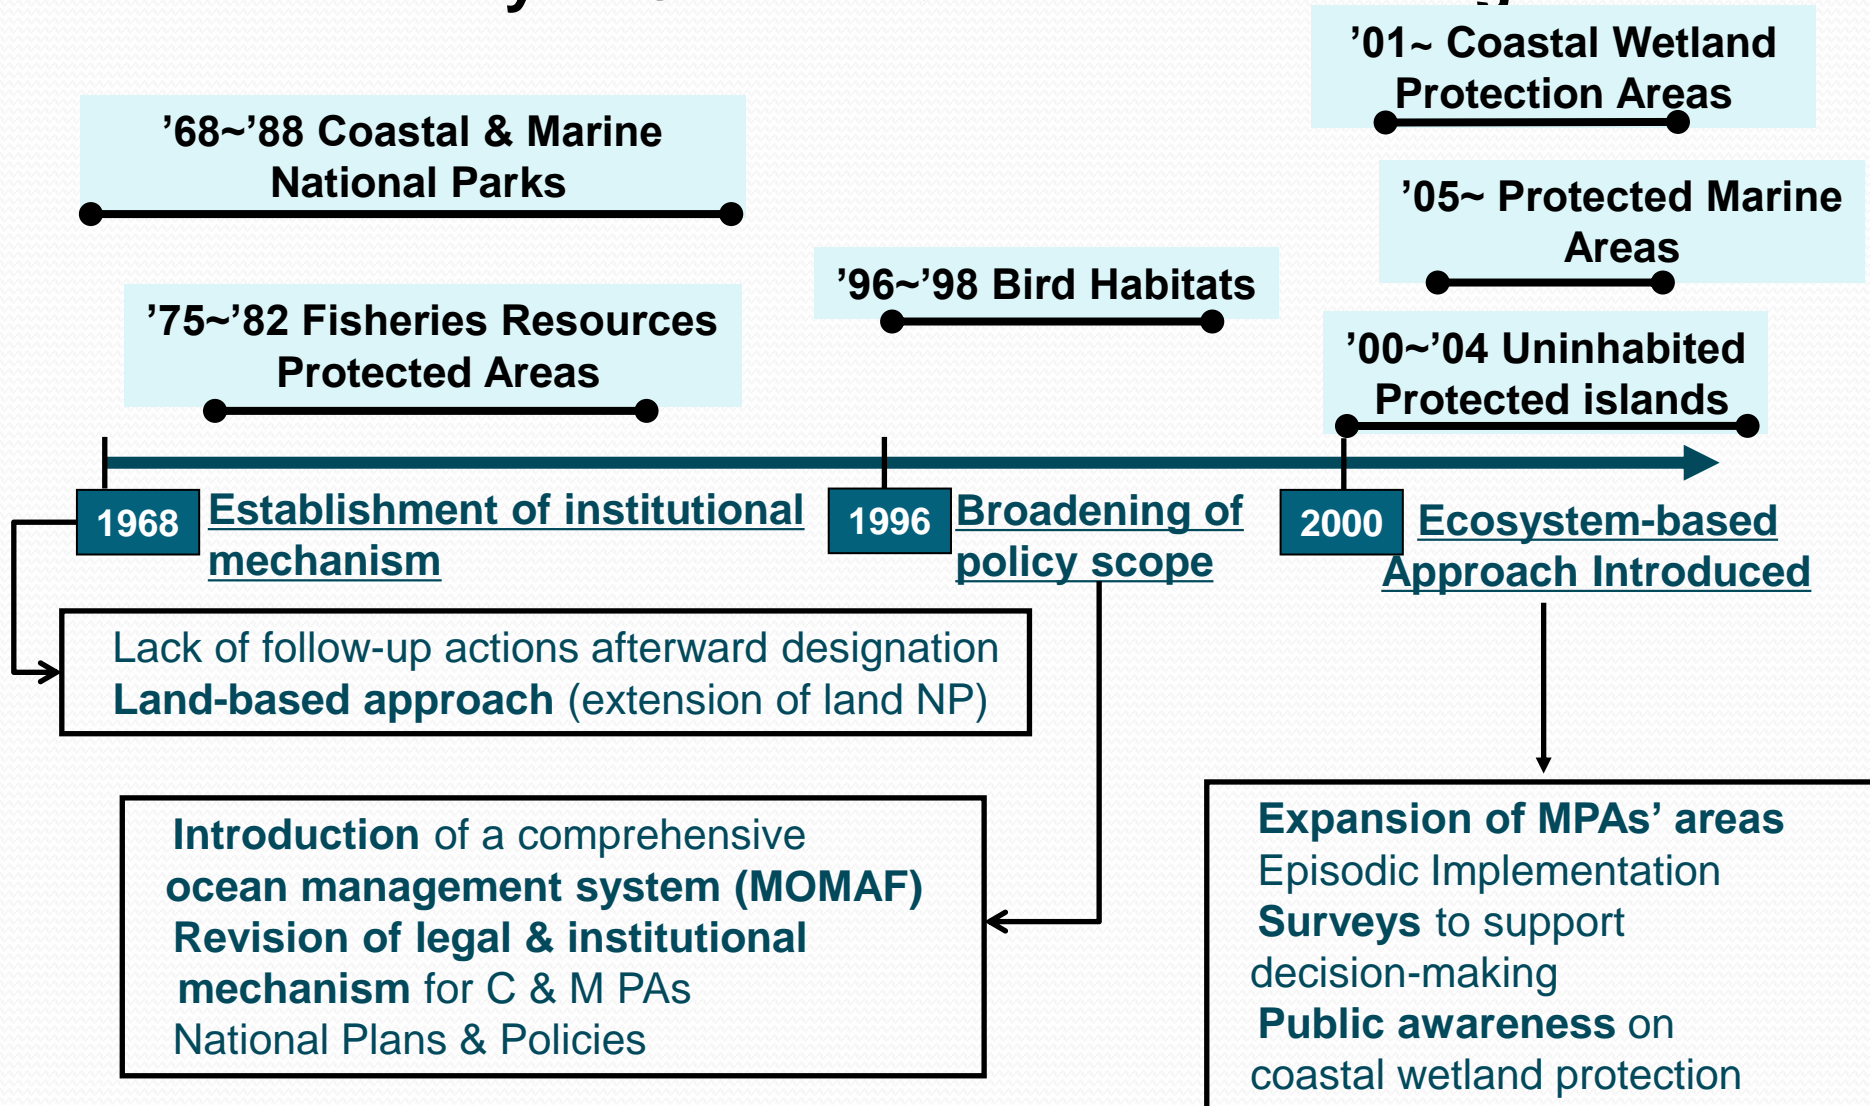 ’01~ Coastal Wetland
Protection Areas
’68~’88 Coastal & Marine
National Parks
’05~ Protected Marine
Areas
’96~’98 Bird Habitats
’75~’82 Fisheries Resources
Protected Areas
’00~’04 Uninhabited
Protected islands
1968
Establishment of institutional
mechanism
1996
Broadening of
policy scope
2000
Ecosystem-based
Approach Introduced
Lack of follow-up actions afterward designation
Land-based approach (extension of land NP)
Introduction of a comprehensive
ocean management system (MOMAF)
Revision of legal & institutional
mechanism for C & M PAs
National Plans & Policies
Expansion of MPAs’ areas
Episodic Implementation
Surveys to support
decision-making
Public awareness on
coastal wetland protection